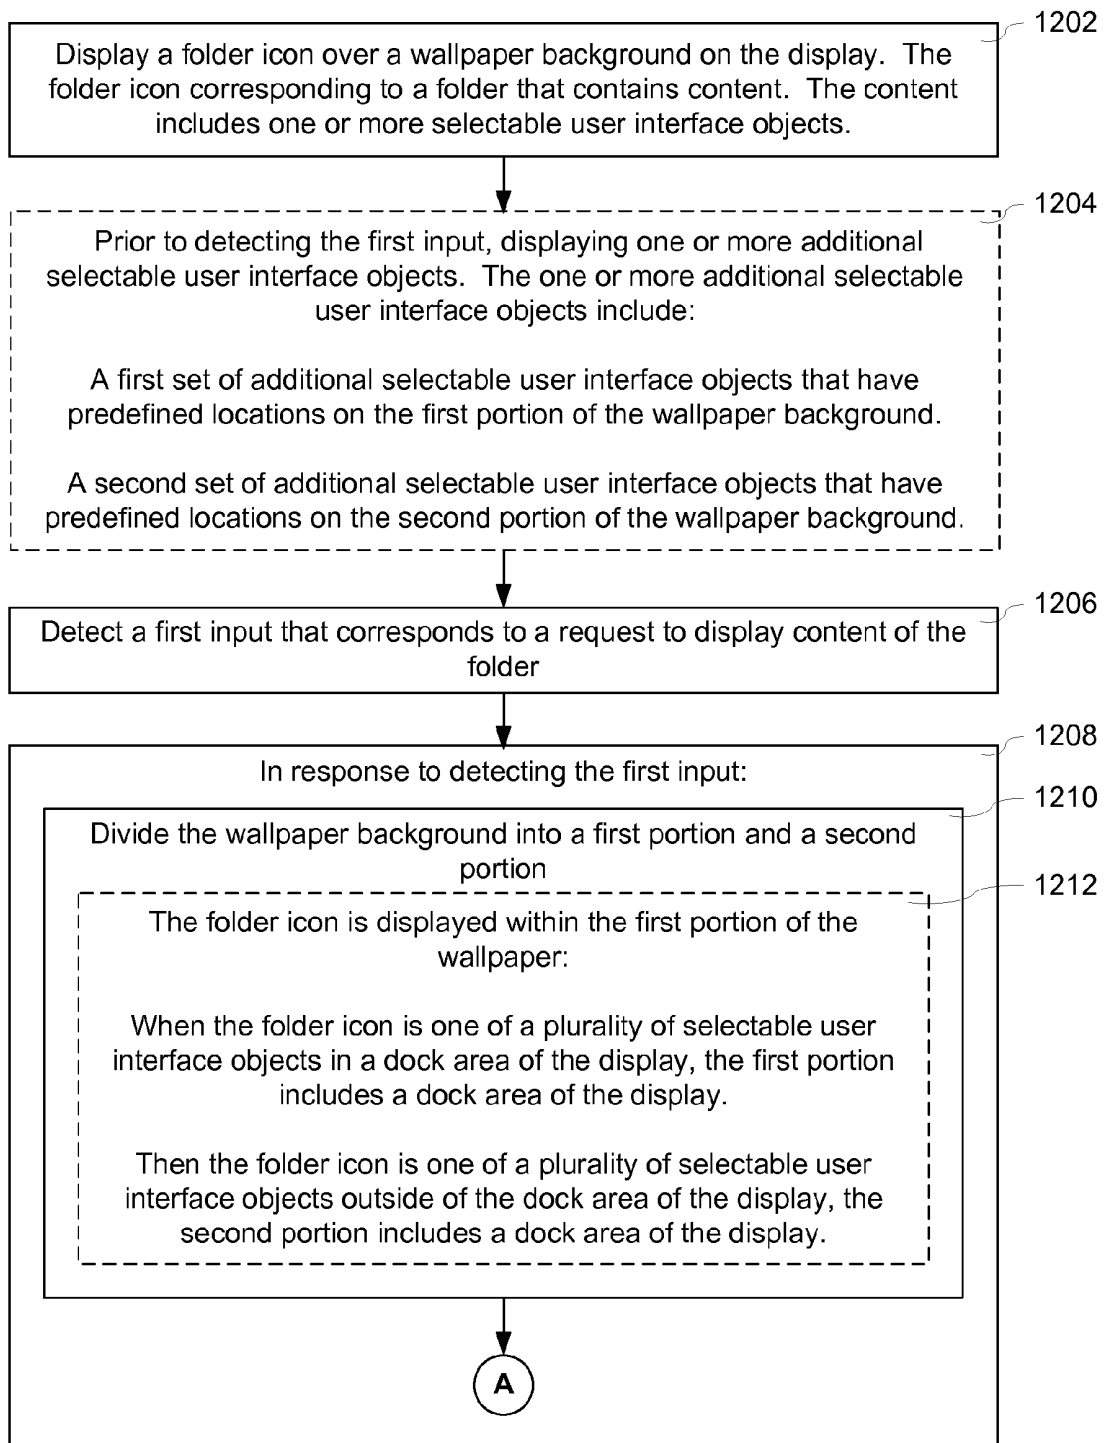 1202
Display a folder icon over a wallpaper background on the display. The
folder icon corresponding to a folder that contains content. The content
includes one or more selectable user interface objects.
1204
Prior to detecting the first input, displaying one or more additional
selectable user interface objects. The one or more additional selectable
user interface objects include:
A first set of additional selectable user interface objects that have
predefined locations on the first portion of the wallpaper background.
A second set of additional selectable user interface objects that have
predefined locations on the second portion of the wallpaper background.
1206
Detect a first input that corresponds to a request to display content of the
folder
1208
In response to detecting the first input:
1210
Divide the wallpaper background into a first portion and a second
portion
1212
The folder icon is displayed within the first portion of the
wallpaper:
When the folder icon is one of a plurality of selectable user
interface objects in a dock area of the display, the first portion
includes a dock area of the display.
Then the folder icon is one of a plurality of selectable user
interface objects outside of the dock area of the display, the
second portion includes a dock area of the display.
A